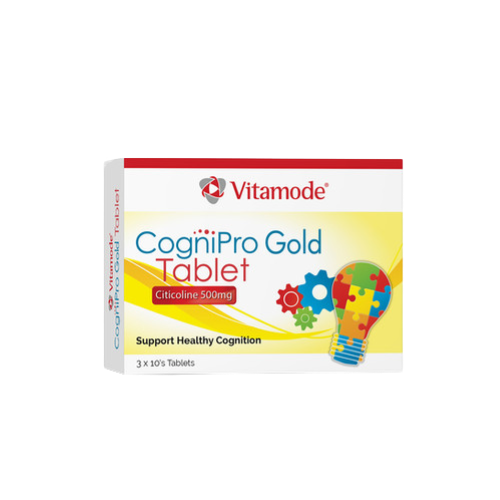 Vitamode®
CogniPro Gold
Tablet
Citicoline 500mg
Support Healthy Cognition
3 x 10's Tablets
Vitamode®
CogniPro Gold Tablet